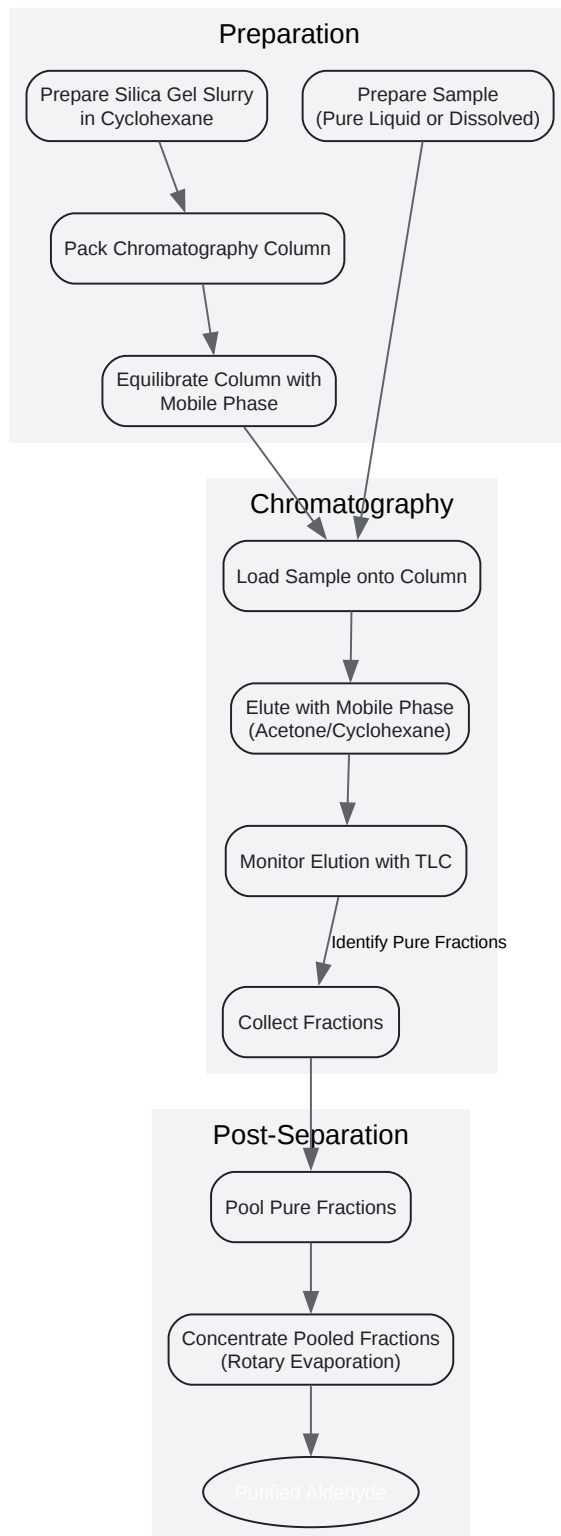 Preparation
Prepare Silica Gel Slurry
in Cyclohexane
Prepare Sample
(Pure Liquid or Dissolved)
Pack Chromatography Column
Equilibrate Column with
Mobile Phase
Chromatography
Load Sample onto Column
Elute with Mobile Phase
(Acetone/Cyclohexane)
Monitor Elution with TLC
Identify Pure Fractions
Collect Fractions
Post-Separation
Pool Pure Fractions
Concentrate Pooled Fractions
(Rotary Evaporation)
Purified Aldehyde